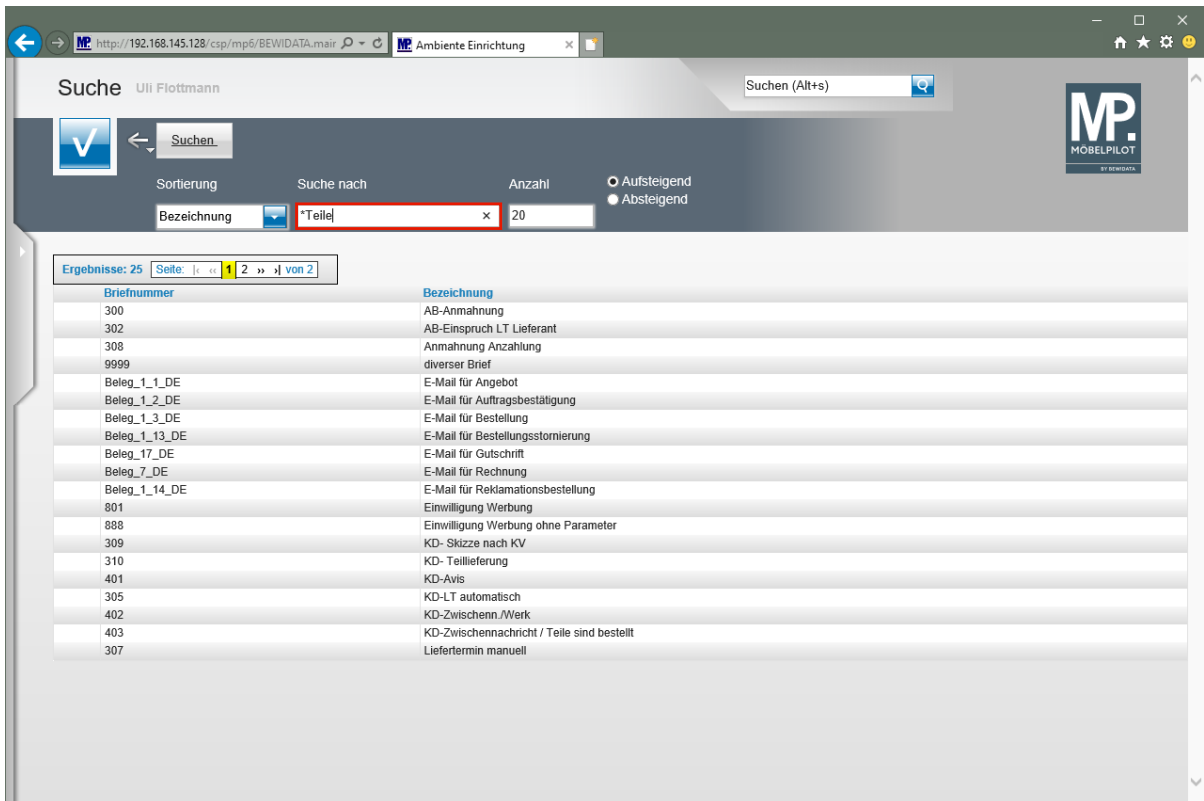 http://192.168.145.128/csp/mp6/BEWIDATA.mair
MP. Ambiente Einrichtung
Suche Uli Flottmann
Suchen (Alt+s)
MP.
MÖBELPILOT
BY BEWIDATA
Suchen
Sortierung Suche nach Anzahl Aufsteigend
Absteigend
Bezeichnung *Teile 20
Ergebnisse: 25 Seite: |‹ ‹‹ 1 2 ›› ›| von 2
Briefnummer Bezeichnung
300 AB-Anmahnung
302 AB-Einspruch LT Lieferant
308 Anmahnung Anzahlung
9999 diverser Brief
Beleg_1_1_DE E-Mail für Angebot
Beleg_1_2_DE E-Mail für Auftragsbestätigung
Beleg_1_3_DE E-Mail für Bestellung
Beleg_1_13_DE E-Mail für Bestellungsstornierung
Beleg_17_DE E-Mail für Gutschrift
Beleg_7_DE E-Mail für Rechnung
Beleg_1_14_DE E-Mail für Reklamationsbestellung
801 Einwilligung Werbung
888 Einwilligung Werbung ohne Parameter
309 KD- Skizze nach KV
310 KD- Teillieferung
401 KD-Avis
305 KD-LT automatisch
402 KD-Zwischenn./Werk
403 KD-Zwischennachricht / Teile sind bestellt
307 Liefertermin manuell